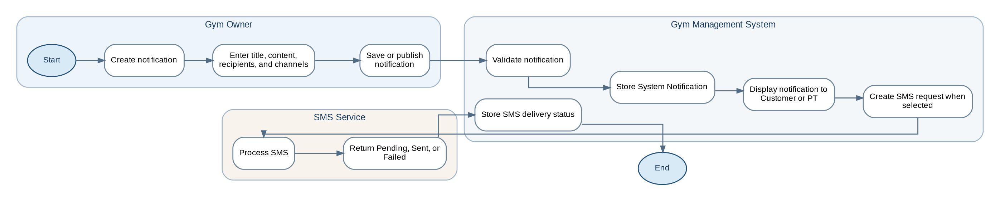 Gym Owner
Start
Create notification
Enter title, content,
recipients, and channels
Save or publish
notification
Gym Management System
Validate notification
Store System Notification
Display notification to
Customer or PT
Create SMS request when
selected
Store SMS delivery status
SMS Service
Process SMS
Return Pending, Sent, or
Failed
End